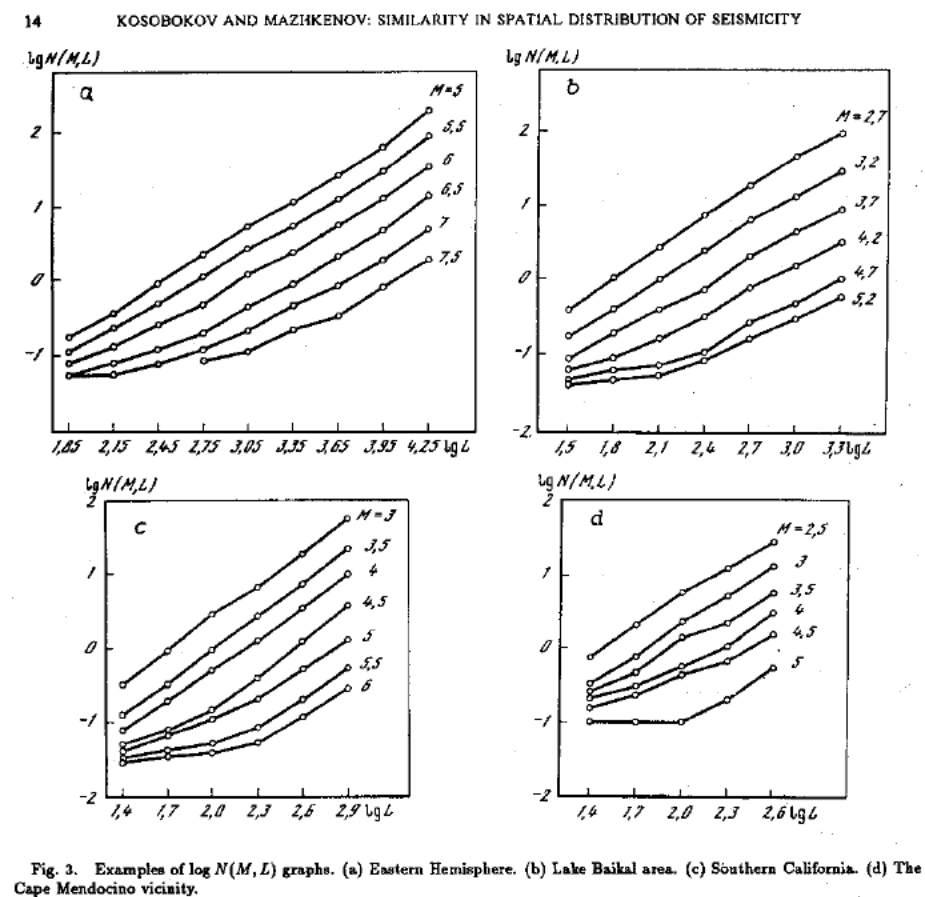 14 KOSOBOKOV AND MAZHKENOV: SIMILARITY IN SPATIAL DISTRIBUTION OF SEISMICITY
lg N(M,L)
a
M=5
5,5
6
6,5
7
7,5
2
1
0
-1
1,85 2,15 2,45 2,75 3,05 3,35 3,65 3,95 4,25 lg L
lg N(M,L)
b
M=2,7
3,2
3,7
4,2
4,7
5,2
2
1
0
-1
-2
1,5 1,8 2,1 2,4 2,7 3,0 3,3 lg L
lg N(M,L)
c
M=3
3,5
4
4,5
5
5,5
6
2
1
0
-1
-2
1,4 1,7 2,0 2,3 2,6 2,9 lg L
lg N(M,L)
d
M=2,5
3
3,5
4
4,5
5
2
1
0
-1
-2
1,4 1,7 2,0 2,3 2,6 lg L
Fig. 3. Examples of log N(M, L) graphs. (a) Eastern Hemisphere. (b) Lake Baikal area. (c) Southern California. (d) The
Cape Mendocino vicinity.